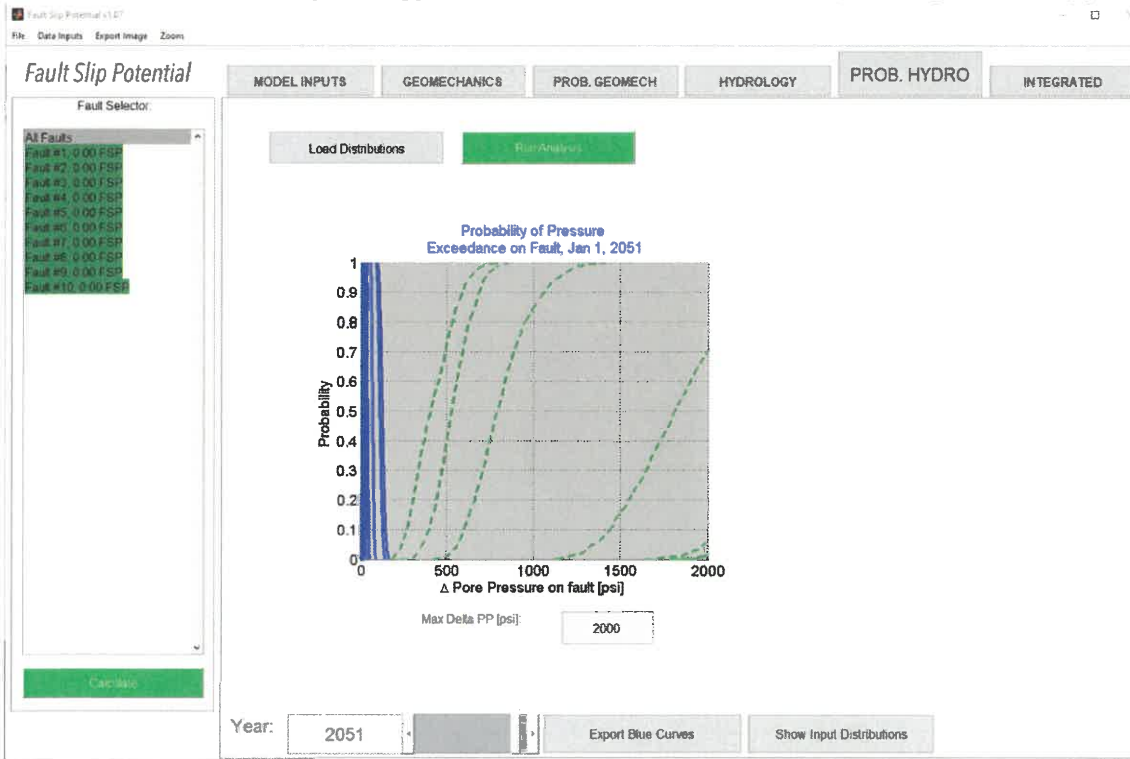 Fault Slip Potential v1.07
File Data Inputs Export Image Zoom
Fault Slip Potential
MODEL INPUTS GEOMECHANICS PROB. GEOMECH HYDROLOGY PROB. HYDRO INTEGRATED
Fault Selector:
All Faults
Fault #1, 0.00 FSP
Fault #2, 0.00 FSP
Fault #3, 0.00 FSP
Fault #4, 0.00 FSP
Fault #5, 0.00 FSP
Fault #6, 0.00 FSP
Fault #7, 0.00 FSP
Fault #8, 0.00 FSP
Fault #9, 0.00 FSP
Fault #10, 0.00 FSP
Load Distributions
Run Analysis
Probability of Pressure
Exceedance on Fault, Jan 1, 2051
1
0.9
0.8
0.7
0.6
0.5
0.4
0.3
0.2
0.1
0
Probability
0 500 1000 1500 2000
Δ Pore Pressure on fault [psi]
Max Delta PP [psi]: 2000
Calculate
Year: 2051
Export Blue Curves
Show Input Distributions